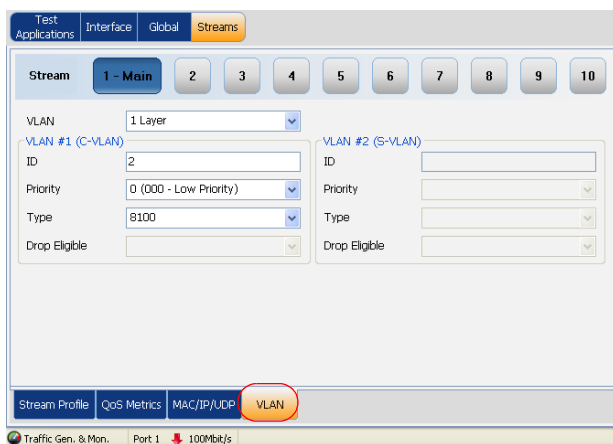 Test Applications Interface Global Streams
Stream 1 - Main 2 3 4 5 6 7 8 9 10
VLAN 1 Layer
VLAN #1 (C-VLAN) VLAN #2 (S-VLAN)
ID 2 ID
Priority 0 (000 - Low Priority) Priority
Type 8100 Type
Drop Eligible Drop Eligible
Stream Profile QoS Metrics MAC/IP/UDP VLAN
Traffic Gen. & Mon. Port 1 100Mbit/s